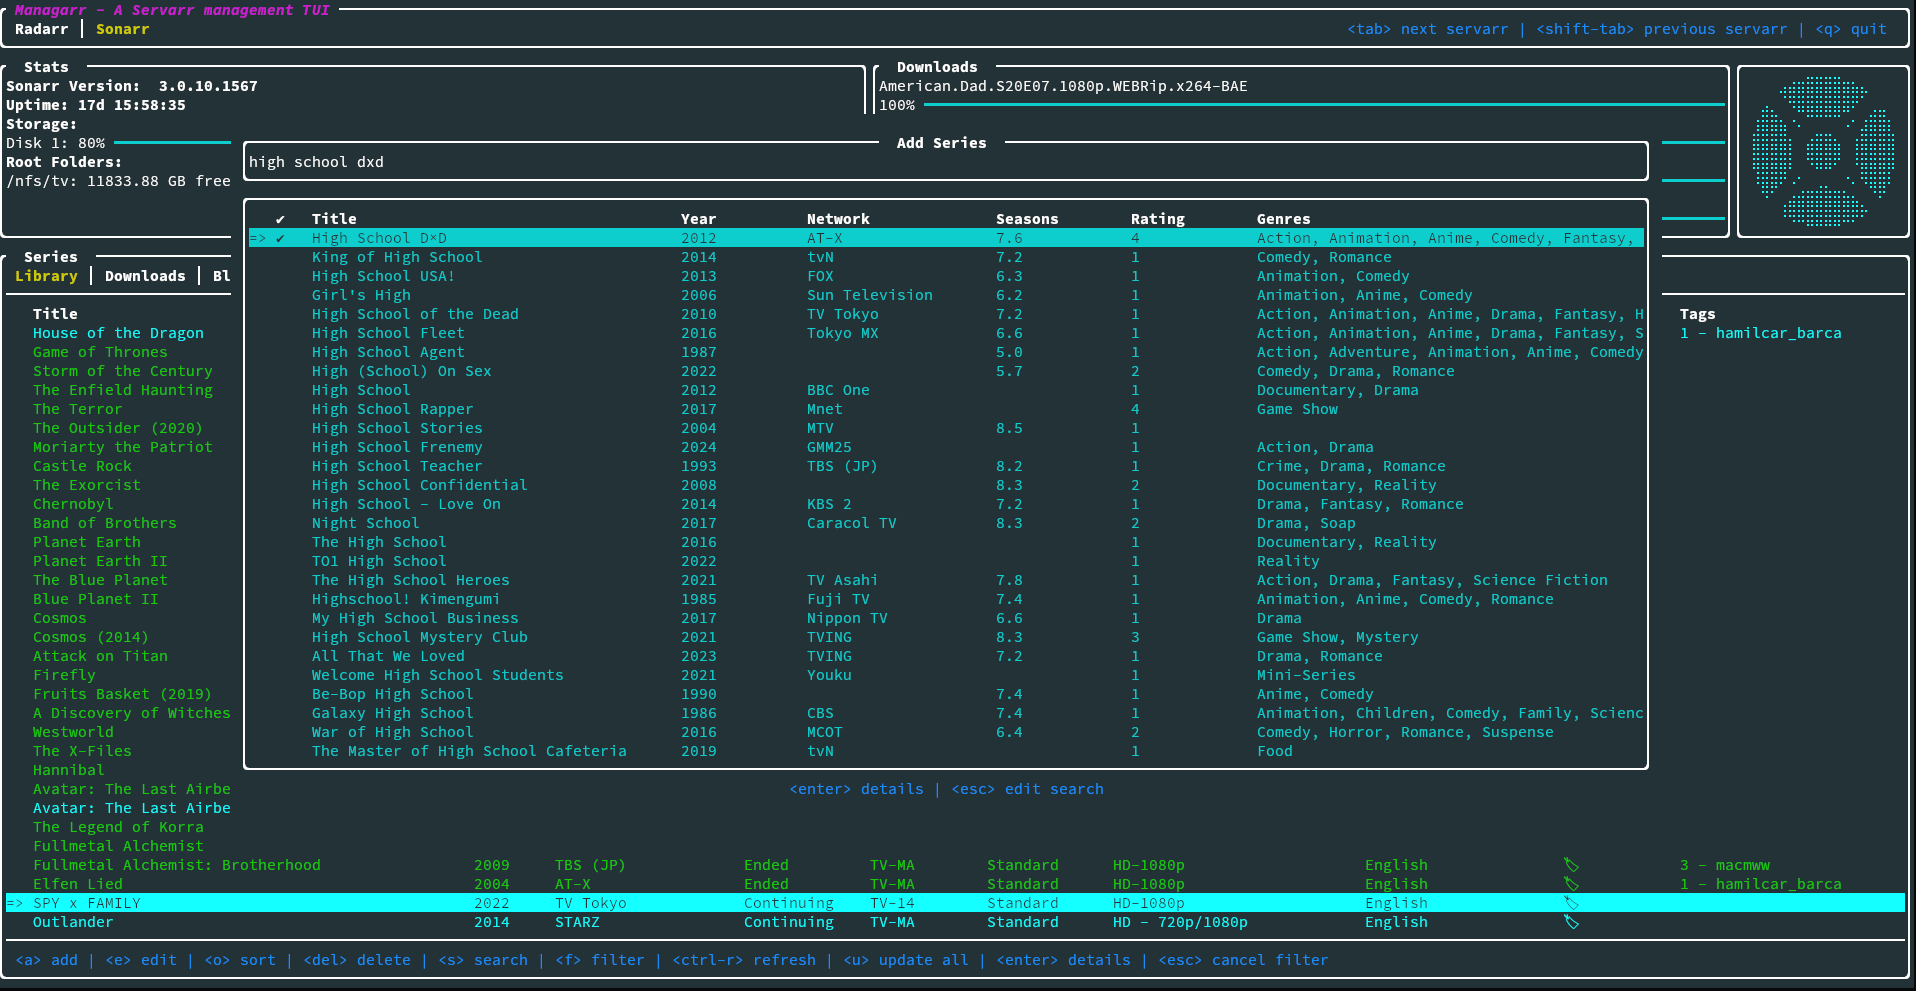 Managarr - A Servarr management TUI
Radarr | Sonarr <tab> next servarr | <shift-tab> previous servarr | <q> quit
Stats
Sonarr Version: 3.0.10.1567
Uptime: 17d 15:58:35
Storage:
Disk 1: 80%
Root Folders:
/nfs/tv: 11833.88 GB free
Downloads
American.Dad.S20E07.1080p.WEBRip.x264-BAE
100%
Add Series
high school dxd
✔ Title Year Network Seasons Rating Genres
=> ✔ High School D×D 2012 AT-X 7.6 4 Action, Animation, Anime, Comedy, Fantasy,
King of High School 2014 tvN 7.2 1 Comedy, Romance
High School USA! 2013 FOX 6.3 1 Animation, Comedy
Girl's High 2006 Sun Television 6.2 1 Animation, Anime, Comedy
High School of the Dead 2010 TV Tokyo 7.2 1 Action, Animation, Anime, Drama, Fantasy, H
High School Fleet 2016 Tokyo MX 6.6 1 Action, Animation, Anime, Drama, Fantasy, S
High School Agent 1987 5.0 1 Action, Adventure, Animation, Anime, Comedy
High (School) On Sex 2022 5.7 2 Comedy, Drama, Romance
High School 2012 BBC One 1 Documentary, Drama
High School Rapper 2017 Mnet 4 Game Show
High School Stories 2004 MTV 8.5 1
High School Frenemy 2024 GMM25 1 Action, Drama
High School Teacher 1993 TBS (JP) 8.2 1 Crime, Drama, Romance
High School Confidential 2008 8.3 2 Documentary, Reality
High School - Love On 2014 KBS 2 7.2 1 Drama, Fantasy, Romance
Night School 2017 Caracol TV 8.3 2 Drama, Soap
The High School 2016 1 Documentary, Reality
TO1 High School 2022 1 Reality
The High School Heroes 2021 TV Asahi 7.8 1 Action, Drama, Fantasy, Science Fiction
Highschool! Kimengumi 1985 Fuji TV 7.4 1 Animation, Anime, Comedy, Romance
My High School Business 2017 Nippon TV 6.6 1 Drama
High School Mystery Club 2021 TVING 8.3 3 Game Show, Mystery
All That We Loved 2023 TVING 7.2 1 Drama, Romance
Welcome High School Students 2021 Youku 1 Mini-Series
Be-Bop High School 1990 7.4 1 Anime, Comedy
Galaxy High School 1986 CBS 7.4 1 Animation, Children, Comedy, Family, Scienc
War of High School 2016 MCOT 6.4 2 Comedy, Horror, Romance, Suspense
The Master of High School Cafeteria 2019 tvN 1 Food
<enter> details | <esc> edit search
Series
Library | Downloads | Bl
Title Tags
House of the Dragon 1 - hamilcar_barca
Game of Thrones
Storm of the Century
The Enfield Haunting
The Terror
The Outsider (2020)
Moriarty the Patriot
Castle Rock
The Exorcist
Chernobyl
Band of Brothers
Planet Earth
Planet Earth II
The Blue Planet
Blue Planet II
Cosmos
Cosmos (2014)
Attack on Titan
Firefly
Fruits Basket (2019)
A Discovery of Witches
Westworld
The X-Files
Hannibal
Avatar: The Last Airbe
Avatar: The Last Airbe
The Legend of Korra
Fullmetal Alchemist
Fullmetal Alchemist: Brotherhood 2009 TBS (JP) Ended TV-MA Standard HD-1080p English 🏷 3 - macmww
Elfen Lied 2004 AT-X Ended TV-MA Standard HD-1080p English 🏷 1 - hamilcar_barca
=> SPY x FAMILY 2022 TV Tokyo Continuing TV-14 Standard HD-1080p English 🏷
Outlander 2014 STARZ Continuing TV-MA Standard HD - 720p/1080p English 🏷
<a> add | <e> edit | <o> sort | <del> delete | <s> search | <f> filter | <ctrl-r> refresh | <u> update all | <enter> details | <esc> cancel filter